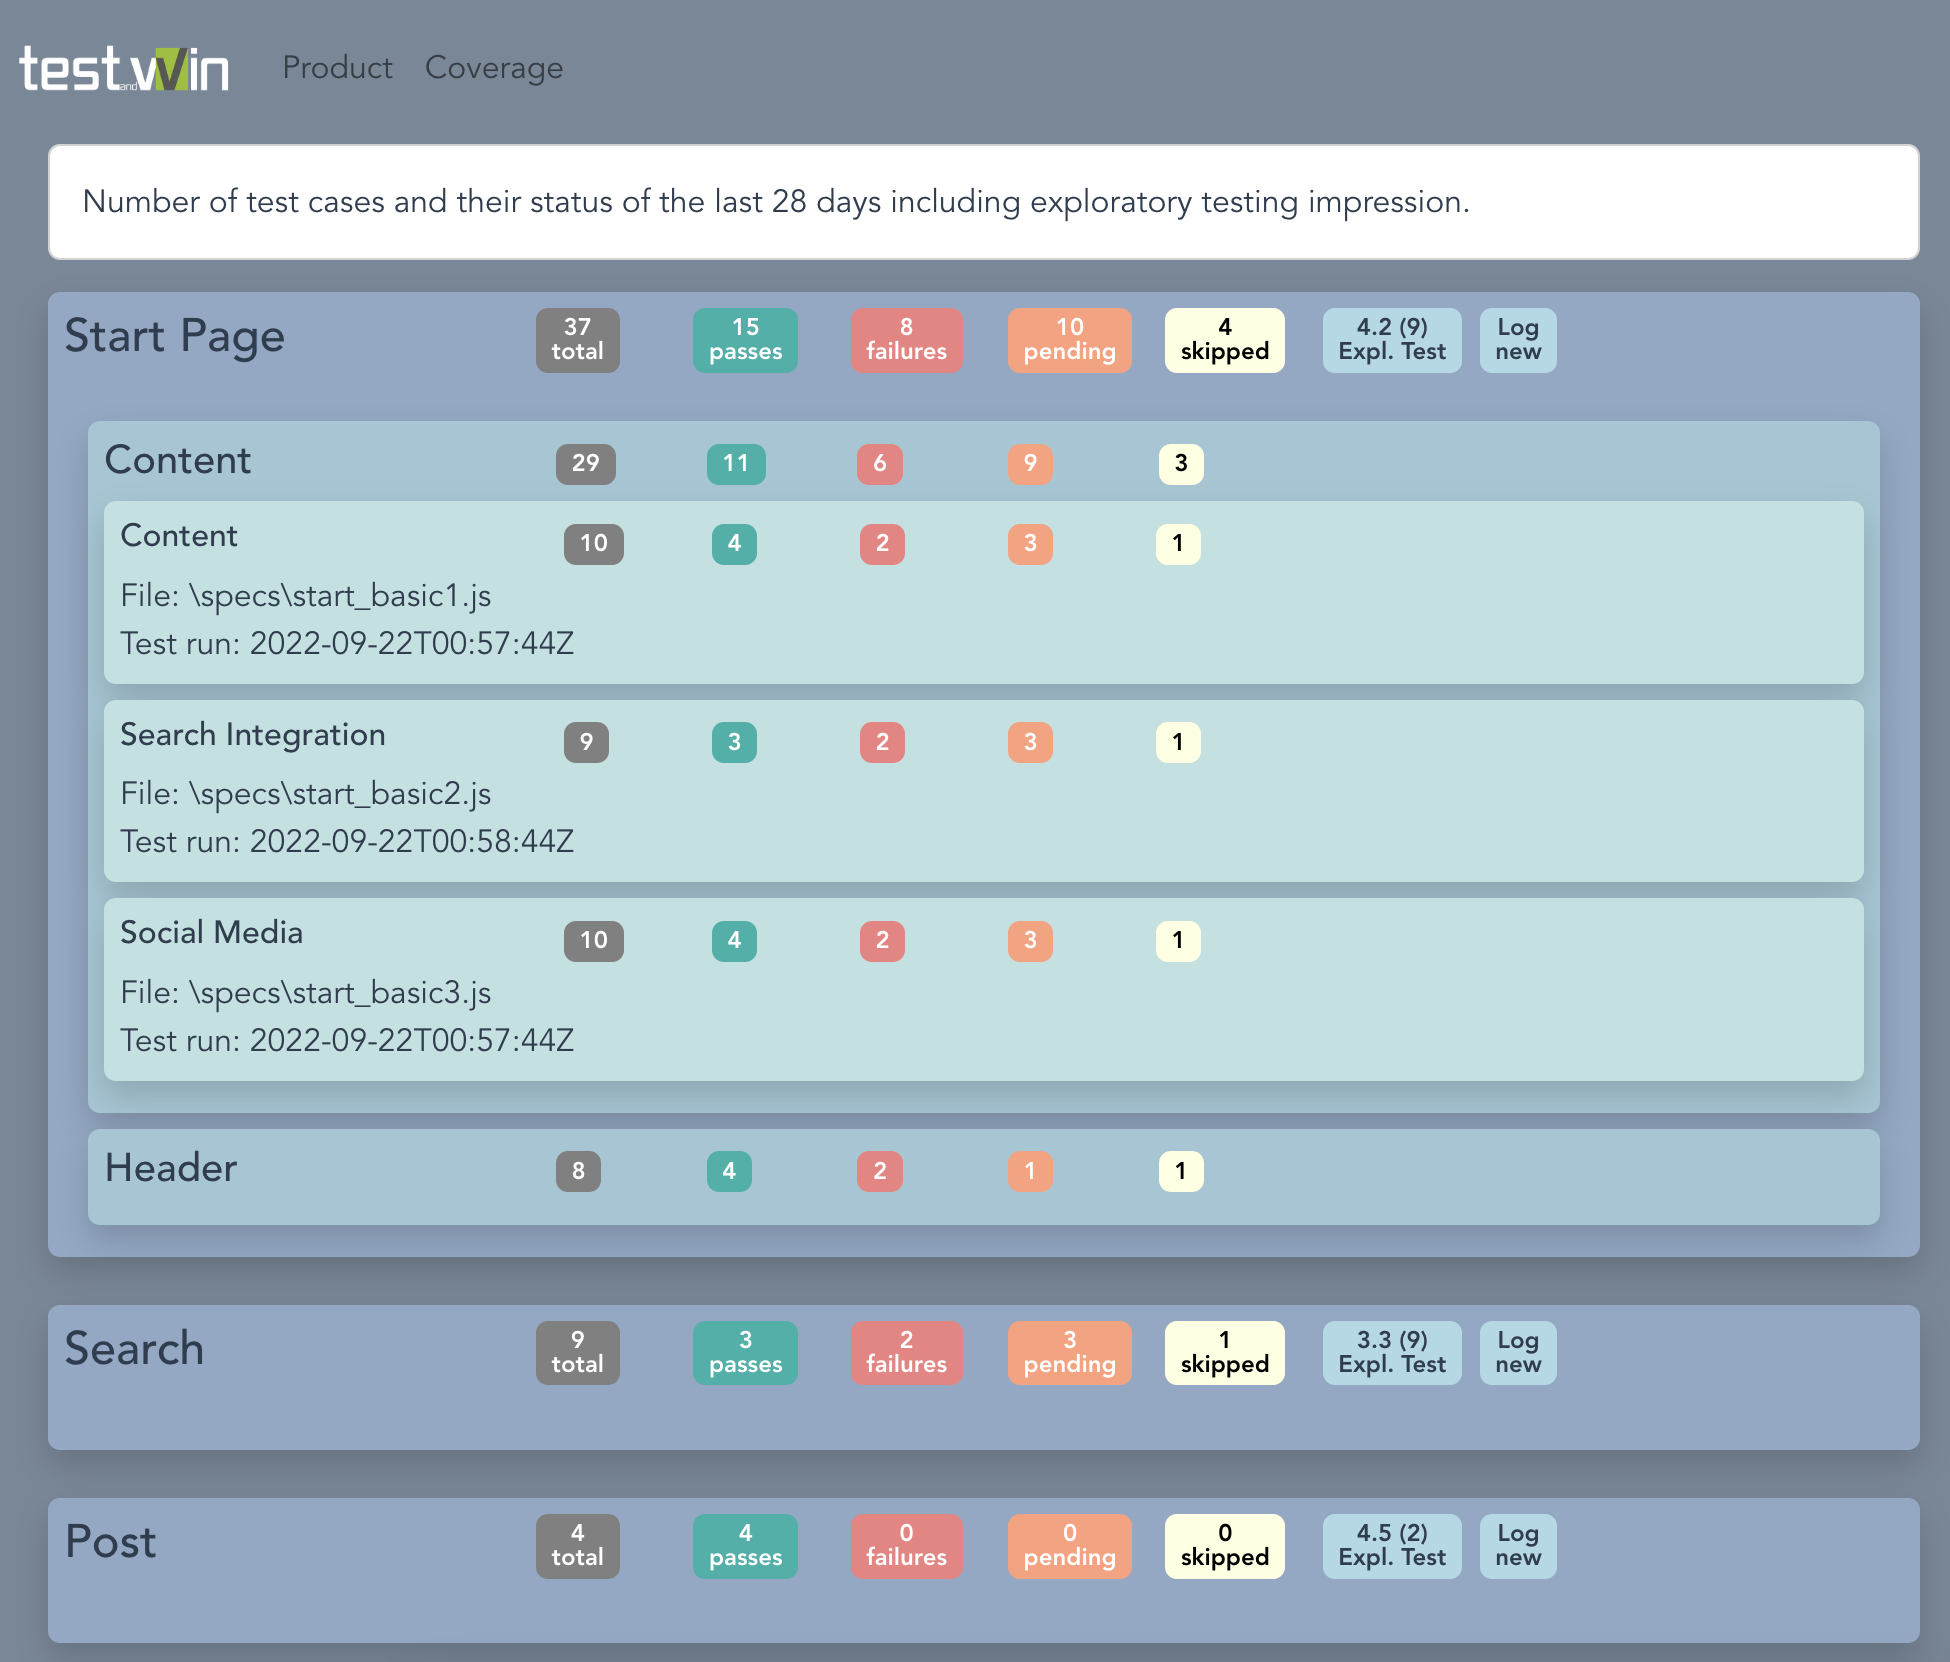 test and win Product Coverage
Number of test cases and their status of the last 28 days including exploratory testing impression.
Start Page 37 total 15 passes 8 failures 10 pending 4 skipped 4.2 (9) Expl. Test Log new
Content 29 11 6 9 3
Content 10 4 2 3 1
File: \specs\start_basic1.js
Test run: 2022-09-22T00:57:44Z
Search Integration 9 3 2 3 1
File: \specs\start_basic2.js
Test run: 2022-09-22T00:58:44Z
Social Media 10 4 2 3 1
File: \specs\start_basic3.js
Test run: 2022-09-22T00:57:44Z
Header 8 4 2 1 1
Search 9 total 3 passes 2 failures 3 pending 1 skipped 3.3 (9) Expl. Test Log new
Post 4 total 4 passes 0 failures 0 pending 0 skipped 4.5 (2) Expl. Test Log new